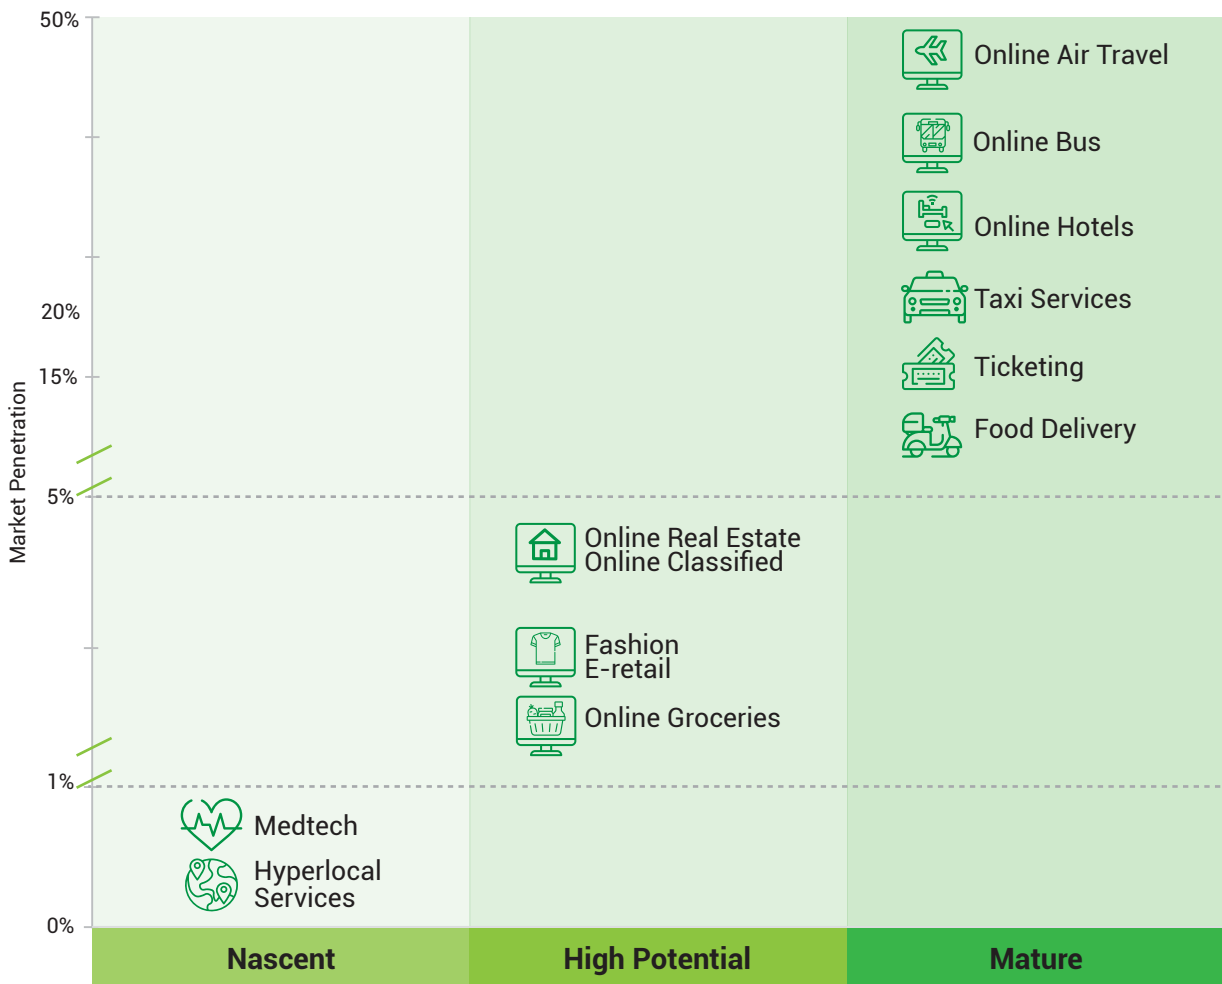 50%
20%
15%
5%
1%
0%
Market Penetration
Online Air Travel
Online Bus
Online Hotels
Taxi Services
Ticketing
Food Delivery
Online Real Estate
Online Classified
Fashion
E-retail
Online Groceries
Medtech
Hyperlocal
Services
Nascent
High Potential
Mature